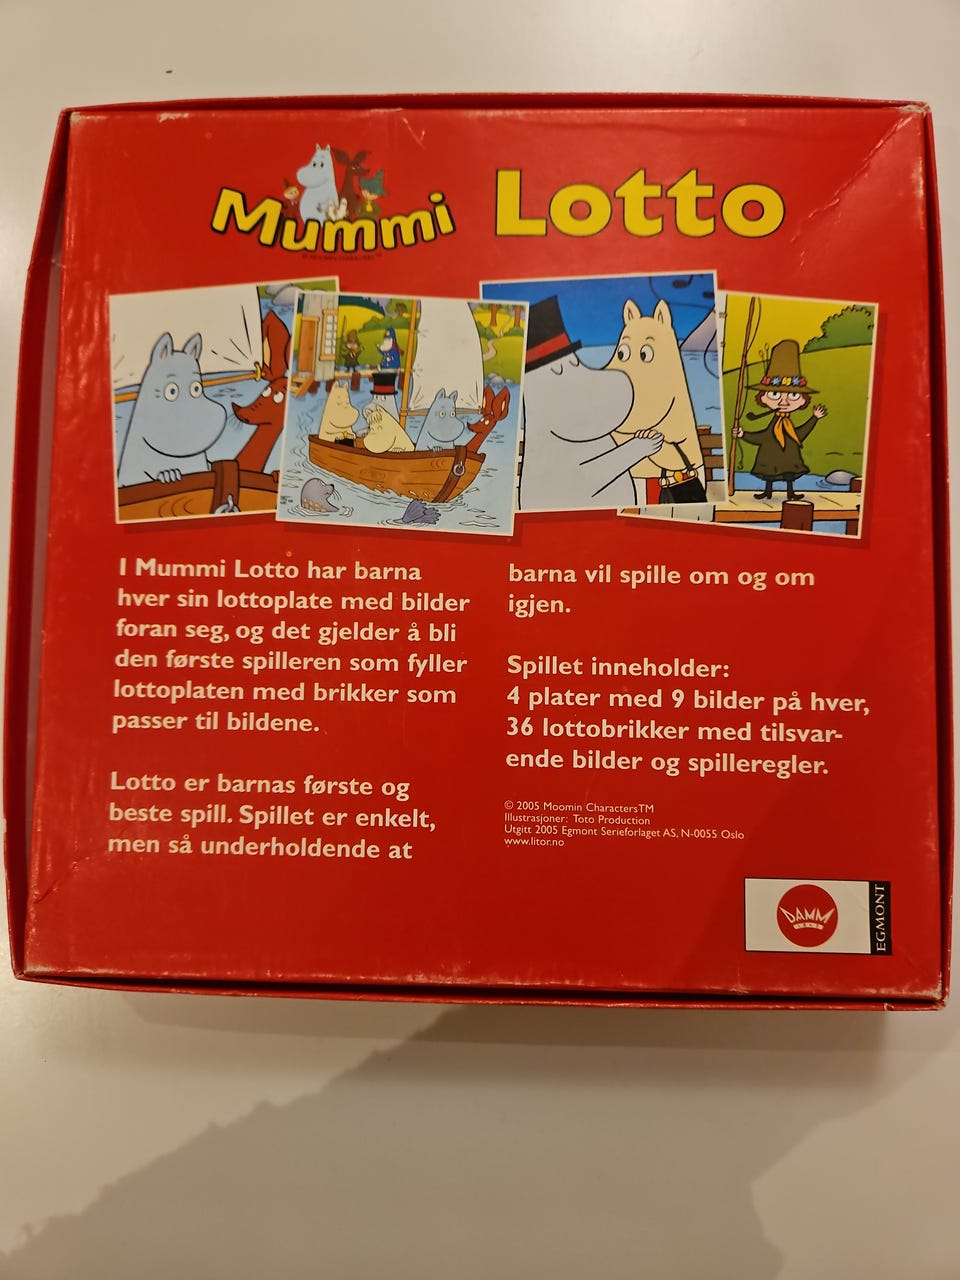 Mummi Lotto
© MOOMIN CHARACTERS™
I Mummi Lotto har barna
hver sin lottoplate med bilder
foran seg, og det gjelder å bli
den første spilleren som fyller
lottoplaten med brikker som
passer til bildene.
Lotto er barnas første og
beste spill. Spillet er enkelt,
men så underholdende at
barna vil spille om og om
igjen.
Spillet inneholder:
4 plater med 9 bilder på hver,
36 lottobrikker med tilsvar-
ende bilder og spilleregler.
© 2005 Moomin Characters™
Illustrasjoner: Toto Production
Utgitt 2005 Egmont Serieforlaget AS, N-0055 Oslo
www.litor.no
DAMM
EGMONT